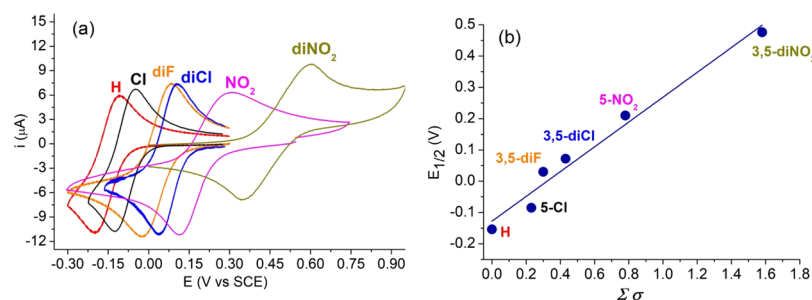 (a)
H
Cl
diF
diCl
NO₂
diNO₂
i (μA)
15
12
9
6
3
0
-3
-6
-9
-12
-0.30 -0.15 0.00 0.15 0.30 0.45 0.60 0.75 0.90
E (V vs SCE)
(b)
3,5-diNO₂
5-NO₂
3,5-diCl
3,5-diF
5-Cl
H
E₁/₂ (V)
0.5
0.4
0.3
0.2
0.1
0.0
-0.1
-0.2
0.0 0.2 0.4 0.6 0.8 1.0 1.2 1.4 1.6 1.8
Σ σ